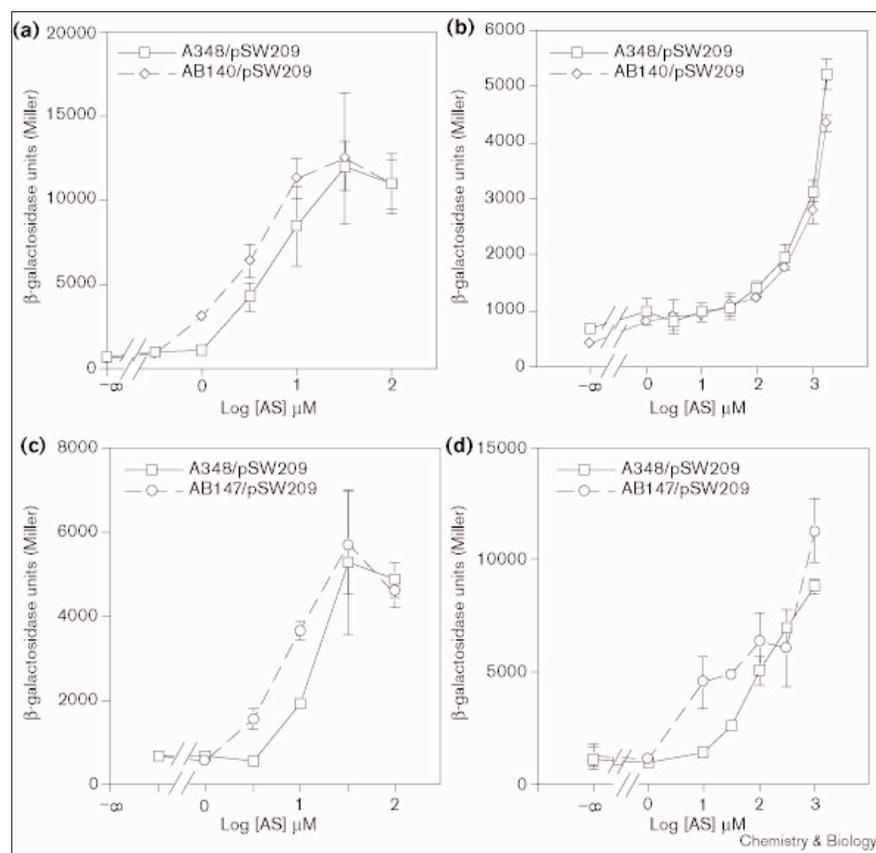 (a)
20000
15000
10000
5000
0
β-galactosidase units (Miller)
A348/pSW209
AB140/pSW209
−∞ 0 1 2
Log [AS] μM
(b)
6000
5000
4000
3000
2000
1000
0
β-galactosidase units (Miller)
A348/pSW209
AB140/pSW209
−∞ 0 1 2 3
Log [AS] μM
(c)
8000
6000
4000
2000
0
β-galactosidase units (Miller)
A348/pSW209
AB147/pSW209
−∞ 0 1 2
Log [AS] μM
(d)
15000
10000
5000
0
β-galactosidase units (Miller)
A348/pSW209
AB147/pSW209
−∞ 0 1 2 3
Log [AS] μM
Chemistry & Biology